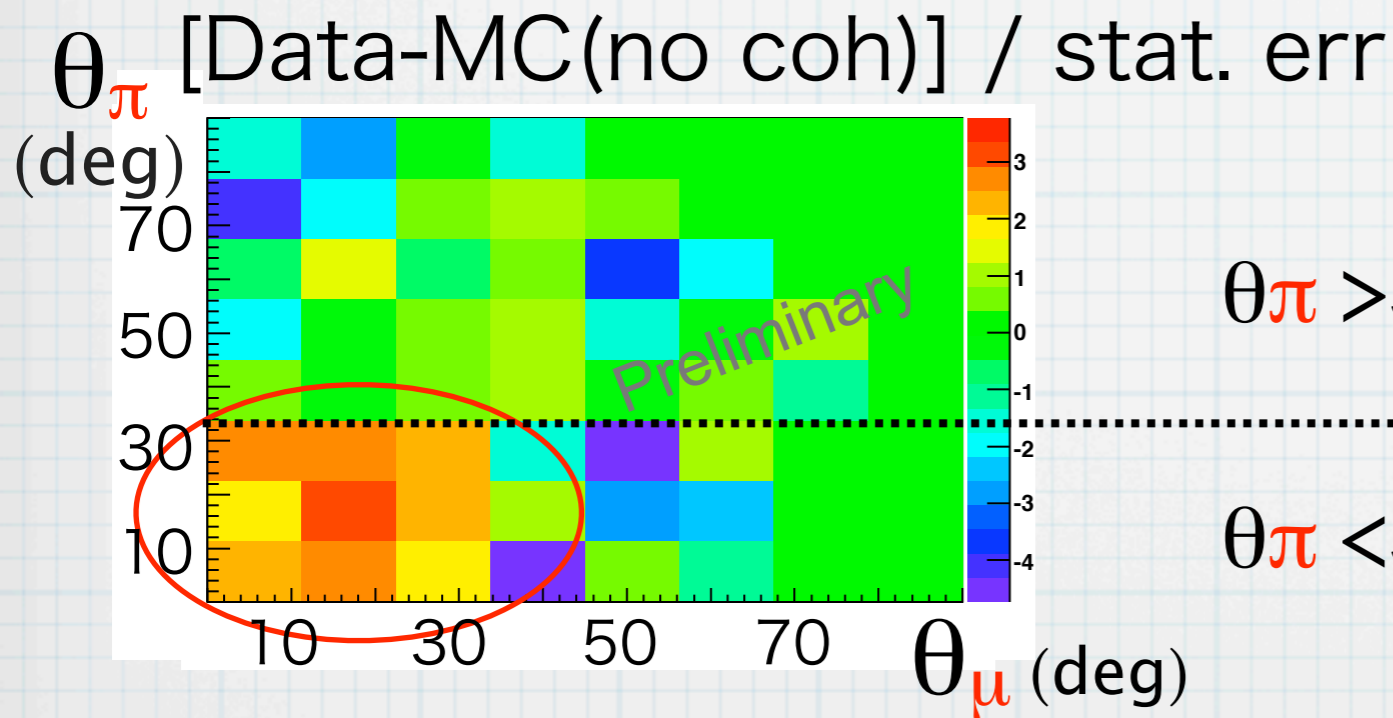 [Data-MC(no coh)] / stat. err
θπ
(deg)
70
50
30
10
3
2
1
0
-1
-2
-3
-4
Preliminary
θπ >
θπ <
10 30 50 70
θμ (deg)